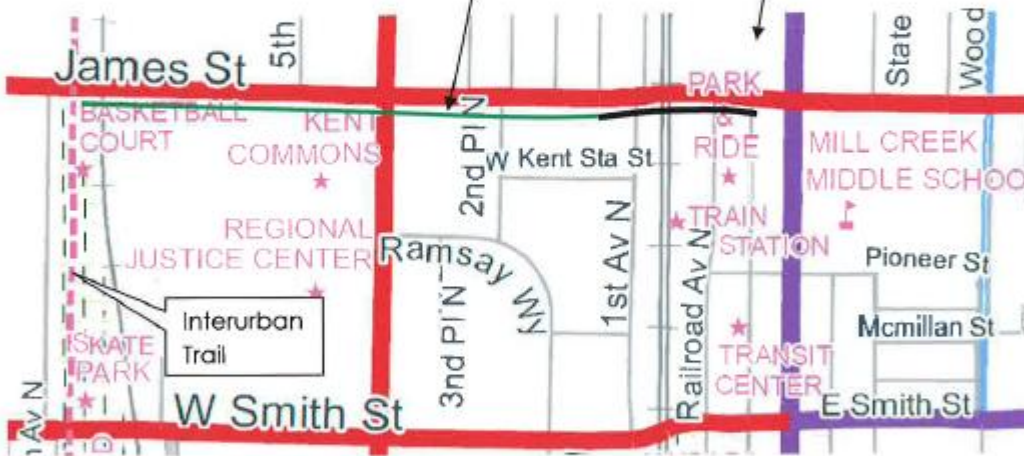 James St
5th
State
Wood
PARK
&
RIDE
BASKETBALL
COURT
KENT
COMMONS
2nd Pl N
W Kent Sta St
MILL CREEK
MIDDLE SCHOO
REGIONAL
JUSTICE CENTER
Ramsay Wy
1st Av N
TRAIN
STATION
Railroad Av N
Pioneer St
Interurban
Trail
3rd Pl N
Mcmillan St
SKATE
PARK
TRANSIT
CENTER
Av N
W Smith St
E Smith St